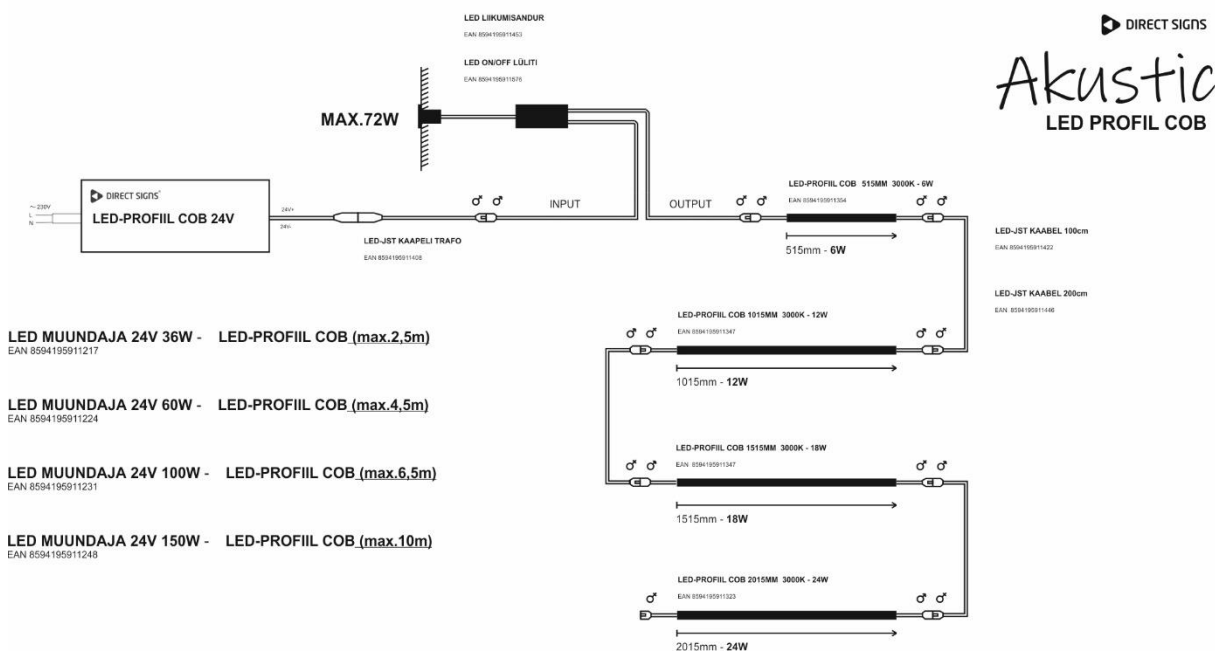 LED LIIKUMISANDUR
EAN 8594195911453
LED ON/OFF LÜLITI
EAN 8594195911576
DIRECT SIGNS
Akustic
LED PROFIL COB
MAX.72W
DIRECT SIGNS
LED-PROFIIL COB 24V
~ 230V
L
N
24V+
24V-
LED-JST KAAPELI TRAFO
EAN 8594195911408
INPUT
OUTPUT
LED-PROFIIL COB 515MM 3000K - 6W
EAN 8594195911354
515mm - 6W
LED-JST KAABEL 100cm
EAN 8594195911422
LED-JST KAABEL 200cm
EAN 8594195911446
LED-PROFIIL COB 1015MM 3000K - 12W
EAN 8594195911347
1015mm - 12W
LED-PROFIIL COB 1515MM 3000K - 18W
EAN 8594195911347
1515mm - 18W
LED-PROFIIL COB 2015MM 3000K - 24W
EAN 8594195911323
2015mm - 24W
LED MUUNDAJA 24V 36W - LED-PROFIIL COB (max.2,5m)
EAN 8594195911217
LED MUUNDAJA 24V 60W - LED-PROFIIL COB (max.4,5m)
EAN 8594195911224
LED MUUNDAJA 24V 100W - LED-PROFIIL COB (max.6,5m)
EAN 8594195911231
LED MUUNDAJA 24V 150W - LED-PROFIIL COB (max.10m)
EAN 8594195911248